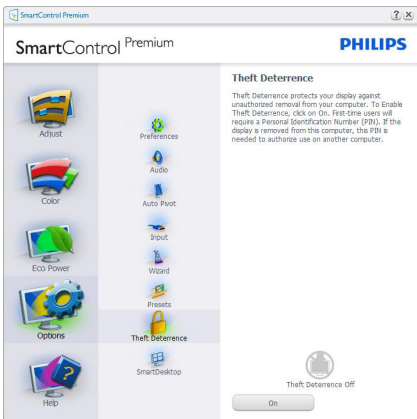 SmartControl Premium
SmartControl Premium
PHILIPS
Adjust
Color
Eco Power
Options
Help
Preferences
Audio
Auto Pivot
Input
Wizard
Presets
Theft Deterrence
SmartDesktop
Theft Deterrence
Theft Deterrence protects your display against
unauthorized removal from your computer. To Enable
Theft Deterrence, click on On. First-time users will
require a Personal Identification Number (PIN). If the
display is removed from this computer, this PIN is
needed to authorize use on another computer.
Theft Deterrence Off
On